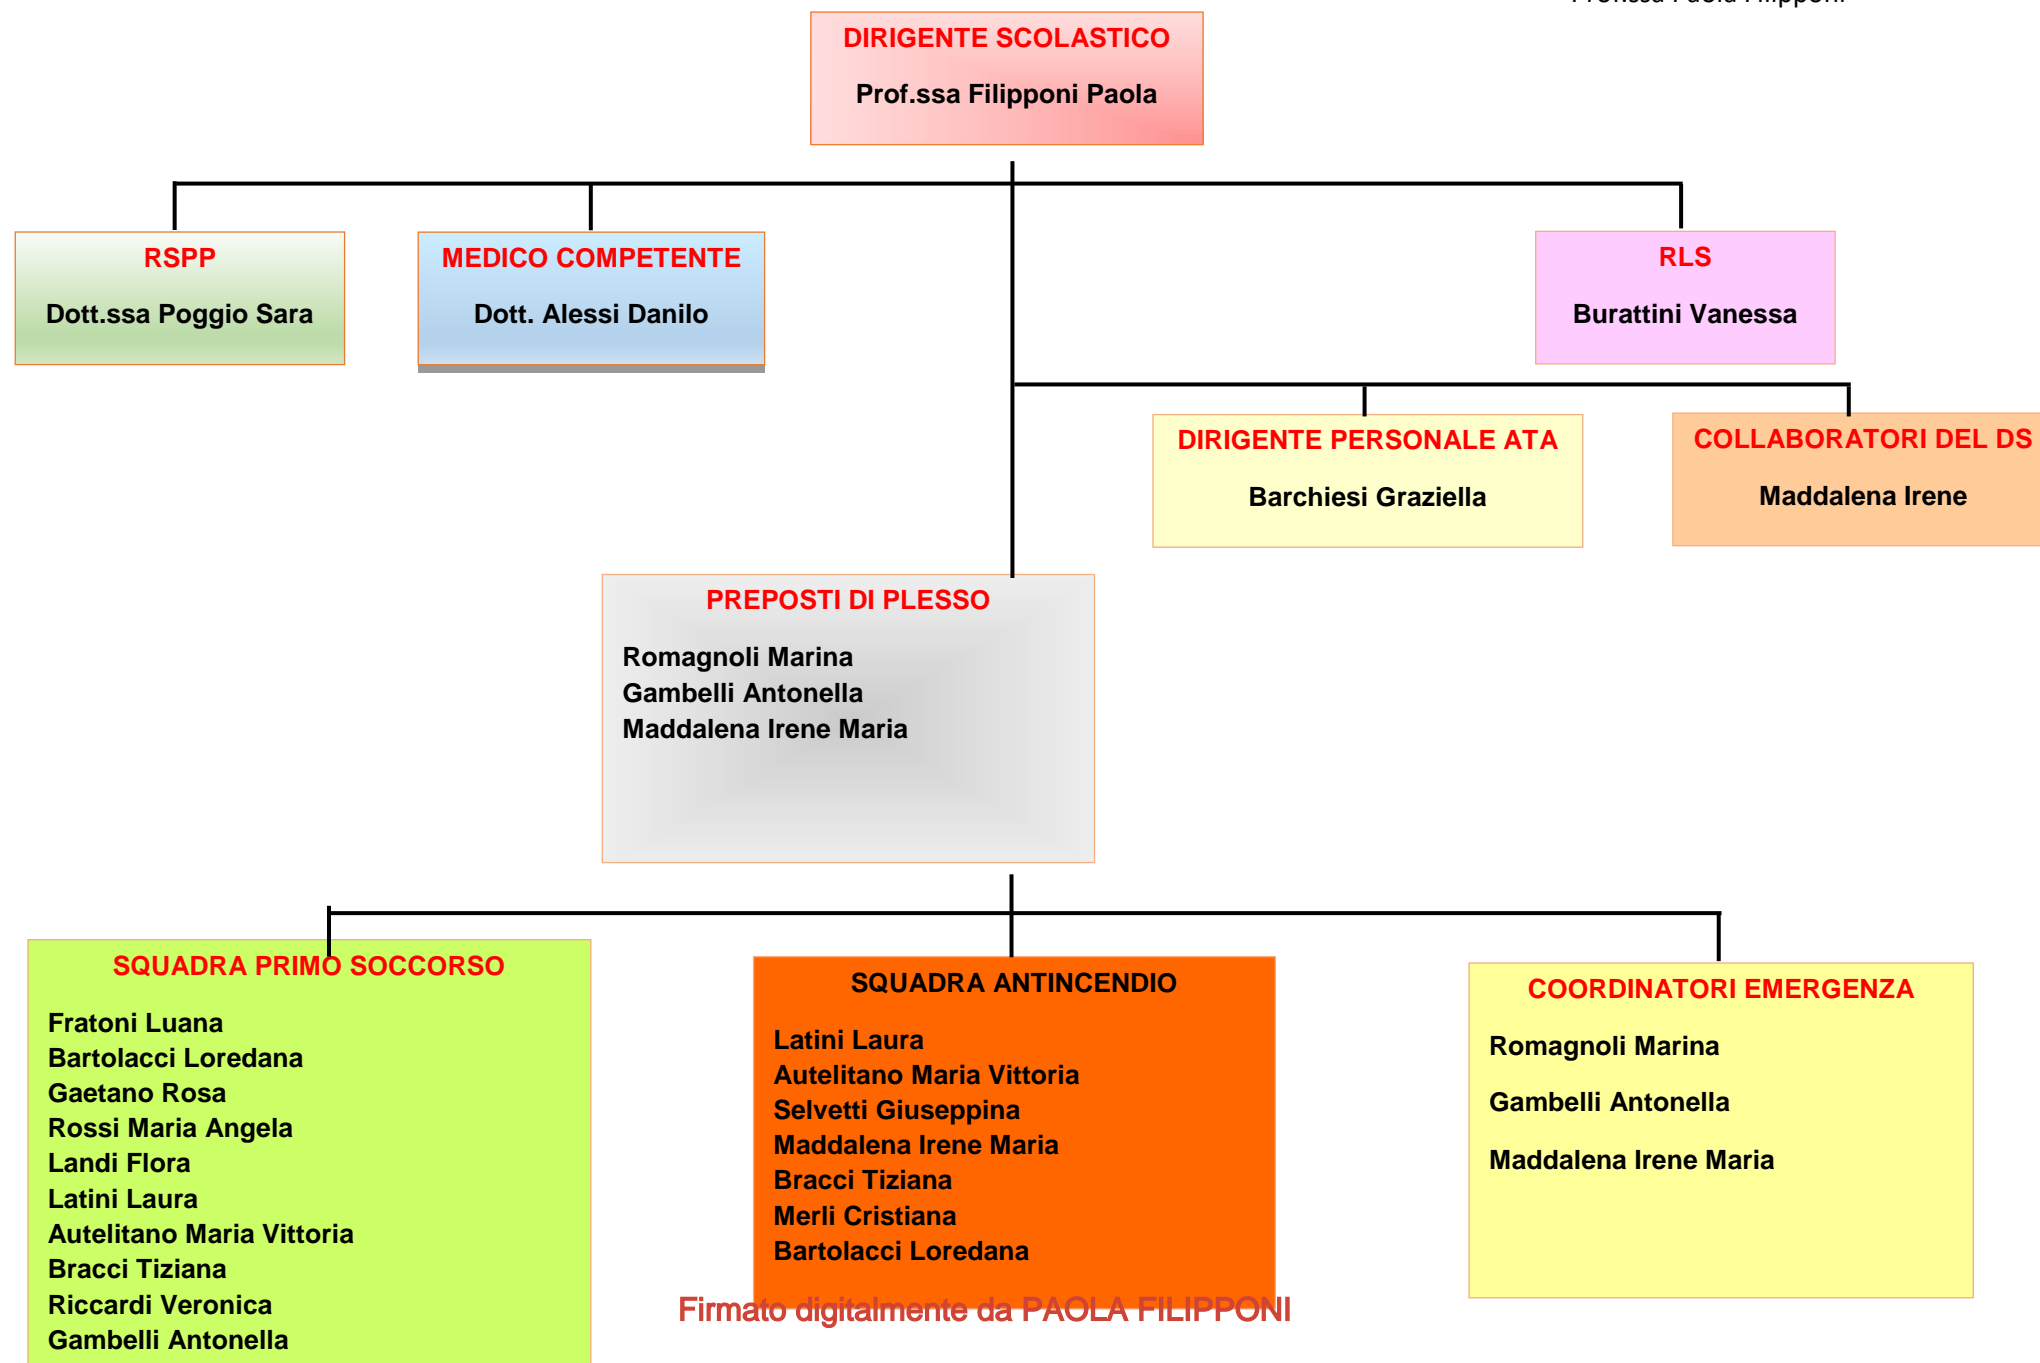 Prof.ssa Paola Filipponi
DIRIGENTE SCOLASTICO
Prof.ssa Filipponi Paola
RSPP
Dott.ssa Poggio Sara
MEDICO COMPETENTE
Dott. Alessi Danilo
RLS
Burattini Vanessa
DIRIGENTE PERSONALE ATA
Barchiesi Graziella
COLLABORATORI DEL DS
Maddalena Irene
PREPOSTI DI PLESSO
Romagnoli Marina
Gambelli Antonella
Maddalena Irene Maria
SQUADRA PRIMO SOCCORSO
Fratoni Luana
Bartolacci Loredana
Gaetano Rosa
Rossi Maria Angela
Landi Flora
Latini Laura
Autelitano Maria Vittoria
Bracci Tiziana
Riccardi Veronica
Gambelli Antonella
SQUADRA ANTINCENDIO
Latini Laura
Autelitano Maria Vittoria
Selvetti Giuseppina
Maddalena Irene Maria
Bracci Tiziana
Merli Cristiana
Bartolacci Loredana
COORDINATORI EMERGENZA
Romagnoli Marina
Gambelli Antonella
Maddalena Irene Maria
Firmato digitalmente da PAOLA FILIPPONI